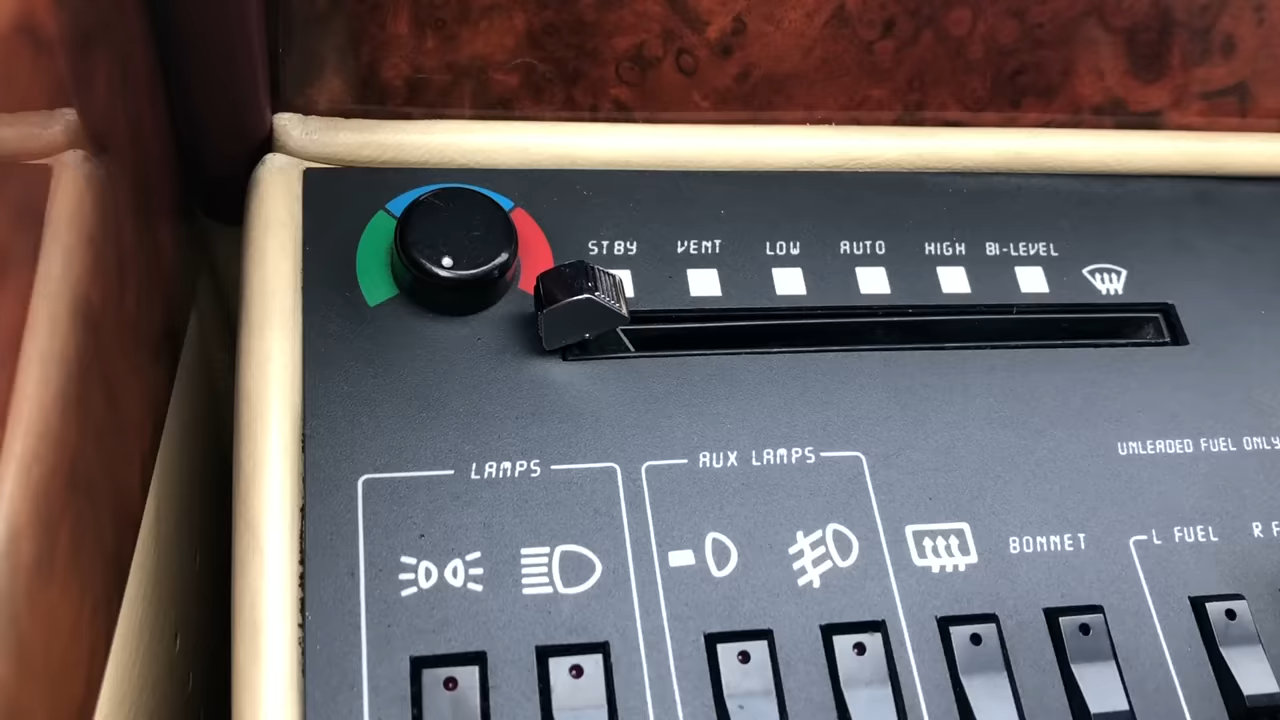 STBY VENT LOW AUTO HIGH BI-LEVEL
UNLEADED FUEL ONLY
LAMPS AUX LAMPS
BONNET L FUEL R F